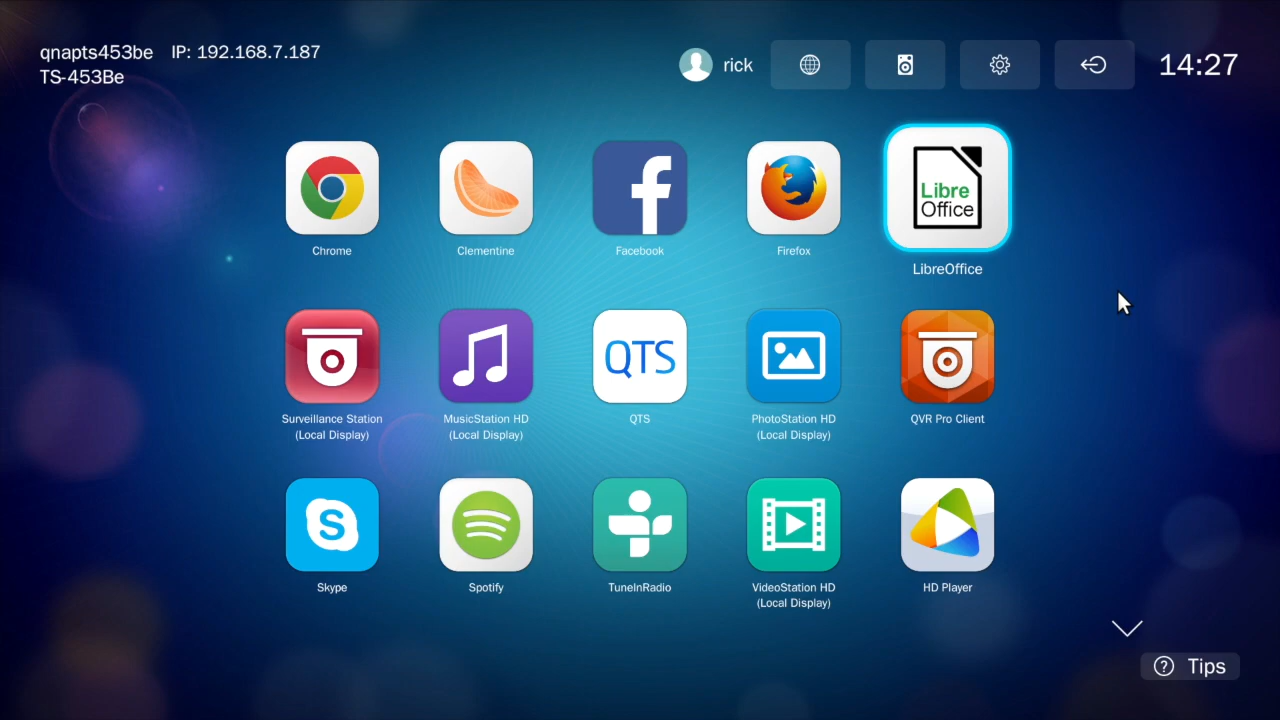 qnapts453be IP: 192.168.7.187
TS-453Be
rick
14:27
Libre
Office
Chrome
Clementine
Facebook
Firefox
LibreOffice
QTS
Surveillance Station
(Local Display)
MusicStation HD
(Local Display)
QTS
PhotoStation HD
(Local Display)
QVR Pro Client
Skype
Spotify
TuneInRadio
VideoStation HD
(Local Display)
HD Player
? Tips